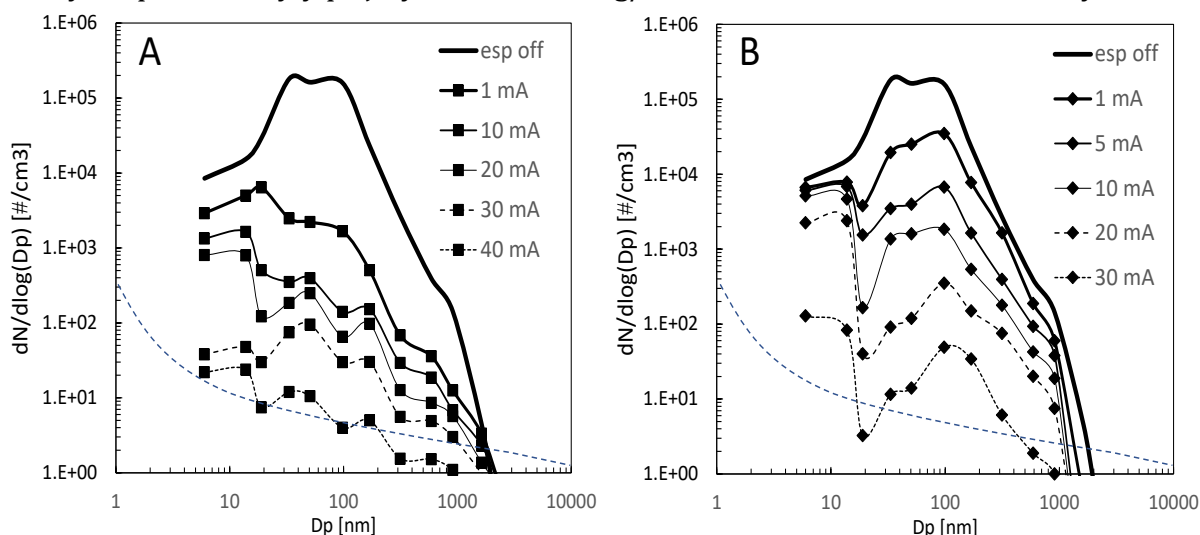 A
esp off
1 mA
10 mA
20 mA
30 mA
40 mA
dN/dlog(Dp) [#/cm3]
1.E+06
1.E+05
1.E+04
1.E+03
1.E+02
1.E+01
1.E+00
1 10 100 1000 10000
Dp [nm]
B
esp off
1 mA
5 mA
10 mA
20 mA
30 mA
dN/dlog(Dp) [#/cm3]
1.E+06
1.E+05
1.E+04
1.E+03
1.E+02
1.E+01
1.E+00
1 10 100 1000 10000
Dp [nm]